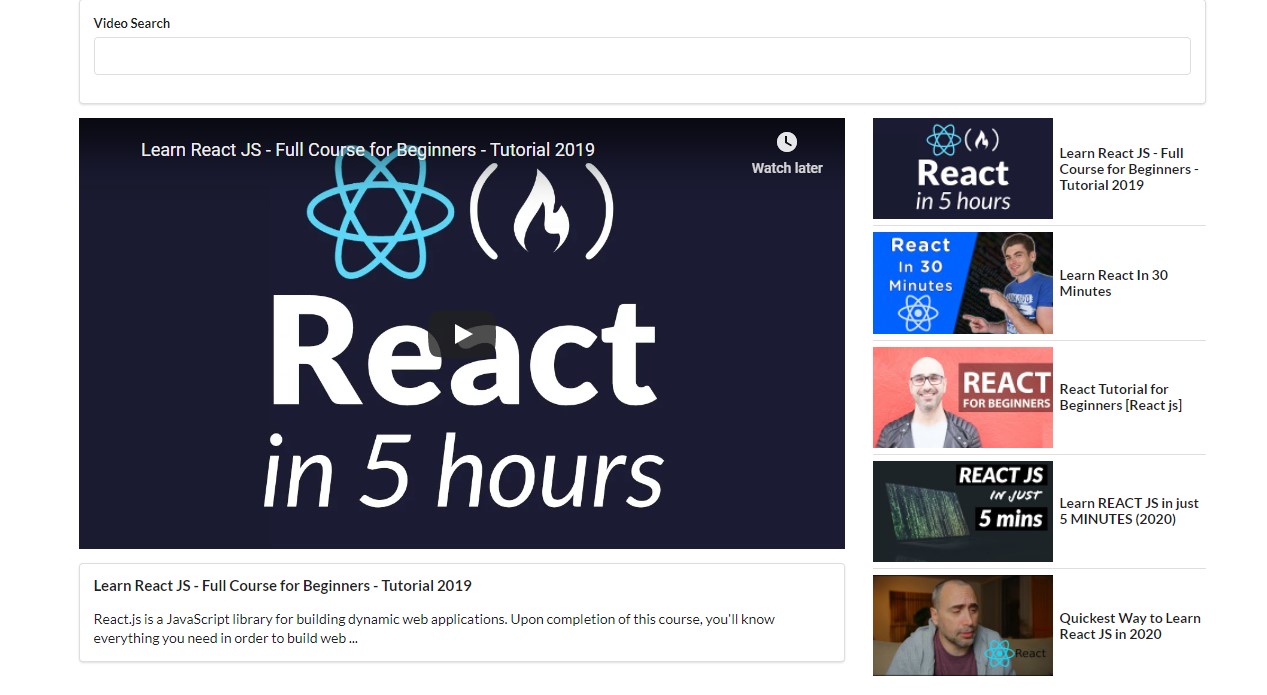 Video Search
Learn React JS - Full Course for Beginners - Tutorial 2019
Watch later
React
in 5 hours
Learn React JS - Full Course for Beginners - Tutorial 2019
React.js is a JavaScript library for building dynamic web applications. Upon completion of this course, you'll know
everything you need in order to build web ...
React
in 5 hours
Learn React JS - Full
Course for Beginners -
Tutorial 2019
React
In 30
Minutes
Learn React In 30
Minutes
REACT
FOR BEGINNERS
React Tutorial for
Beginners [React js]
REACT JS
IN JUST
5 mins
Learn REACT JS in just
5 MINUTES (2020)
React
Quickest Way to Learn
React JS in 2020